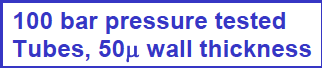 100 bar pressure tested
Tubes, 50μ wall thickness